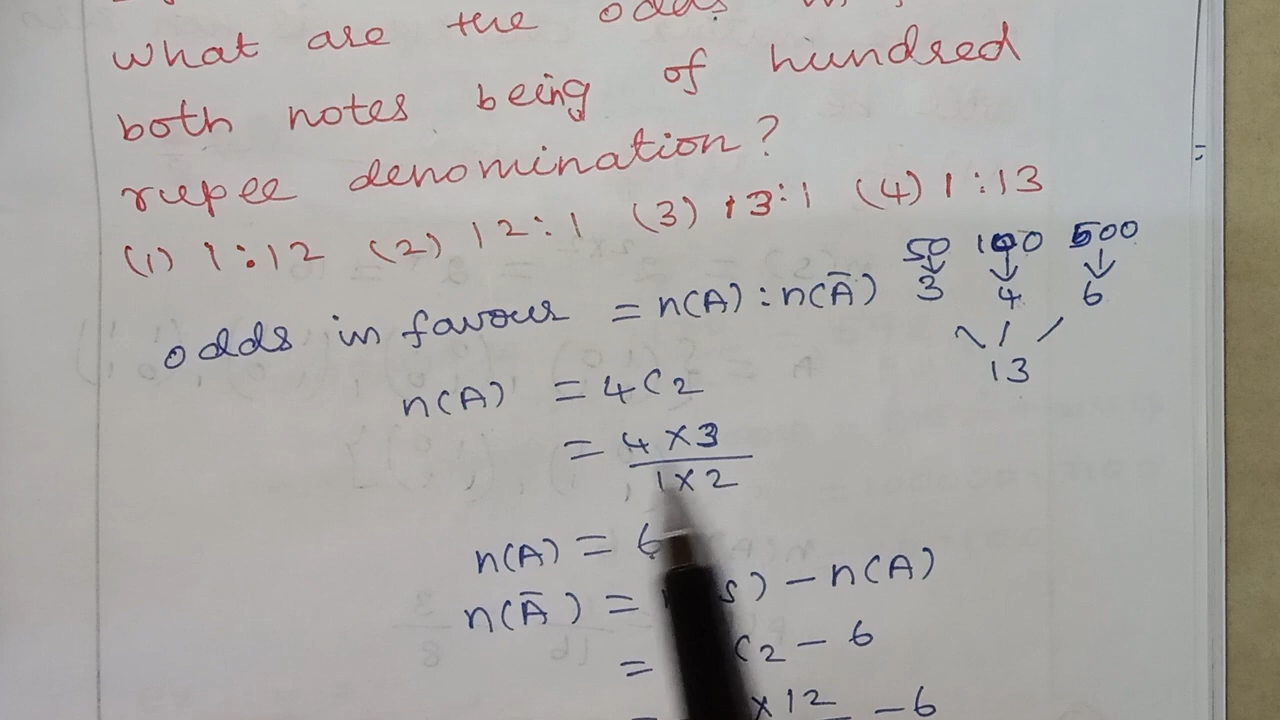 What are the odds
both notes being of hundred
rupee denomination?
(1) 1:12 (2) 12:1 (3) 13:1 (4) 1:13
50 100 500
3 4 6
13
odds in favour = n(A) : n(Ā)
n(A) = 4C2
= 4 × 3
1 × 2
n(A) = 6
n(Ā) = s) - n(A)
= C2 - 6
= × 12 - 6